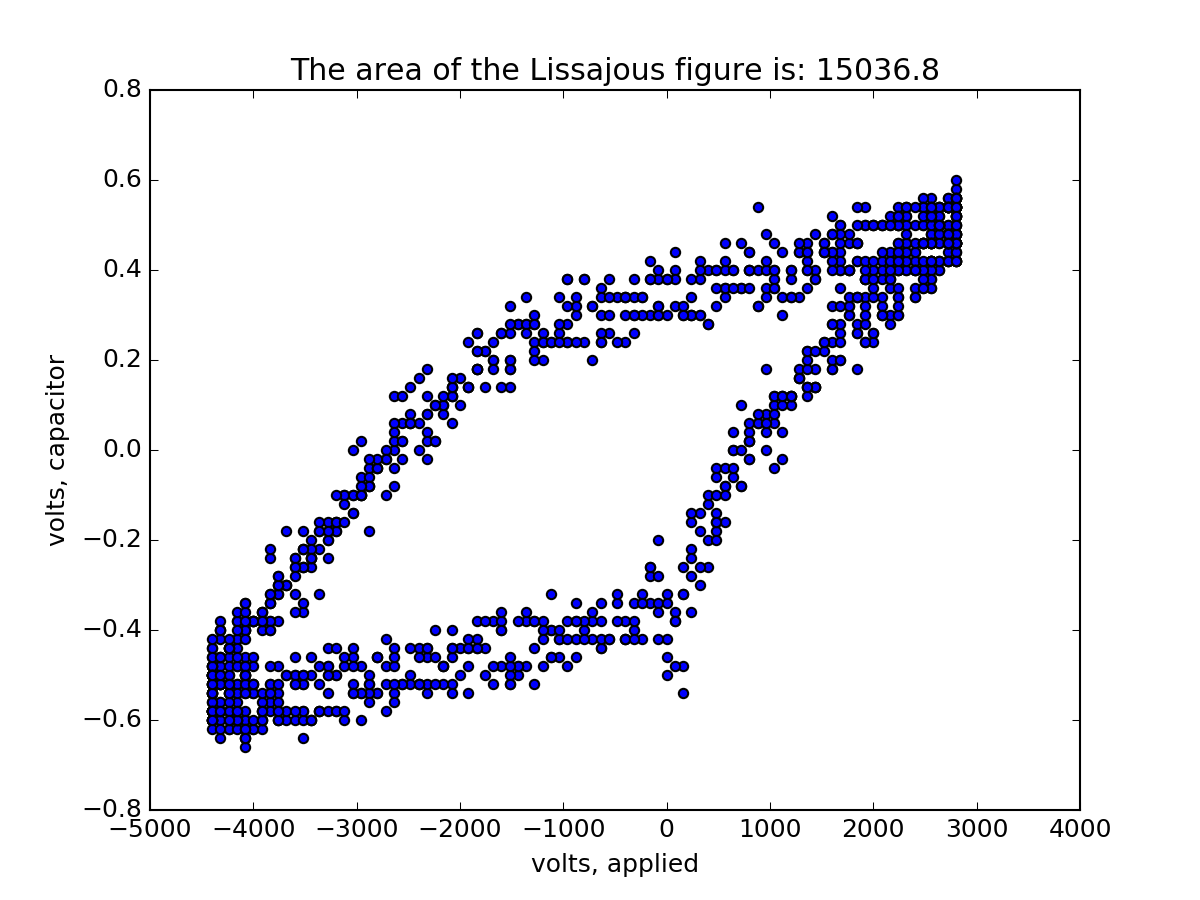 The area of the Lissajous figure is: 15036.8
0.8
0.6
0.4
0.2
0.0
−0.2
−0.4
−0.6
−0.8
volts, capacitor
−5000 −4000 −3000 −2000 −1000 0 1000 2000 3000 4000
volts, applied